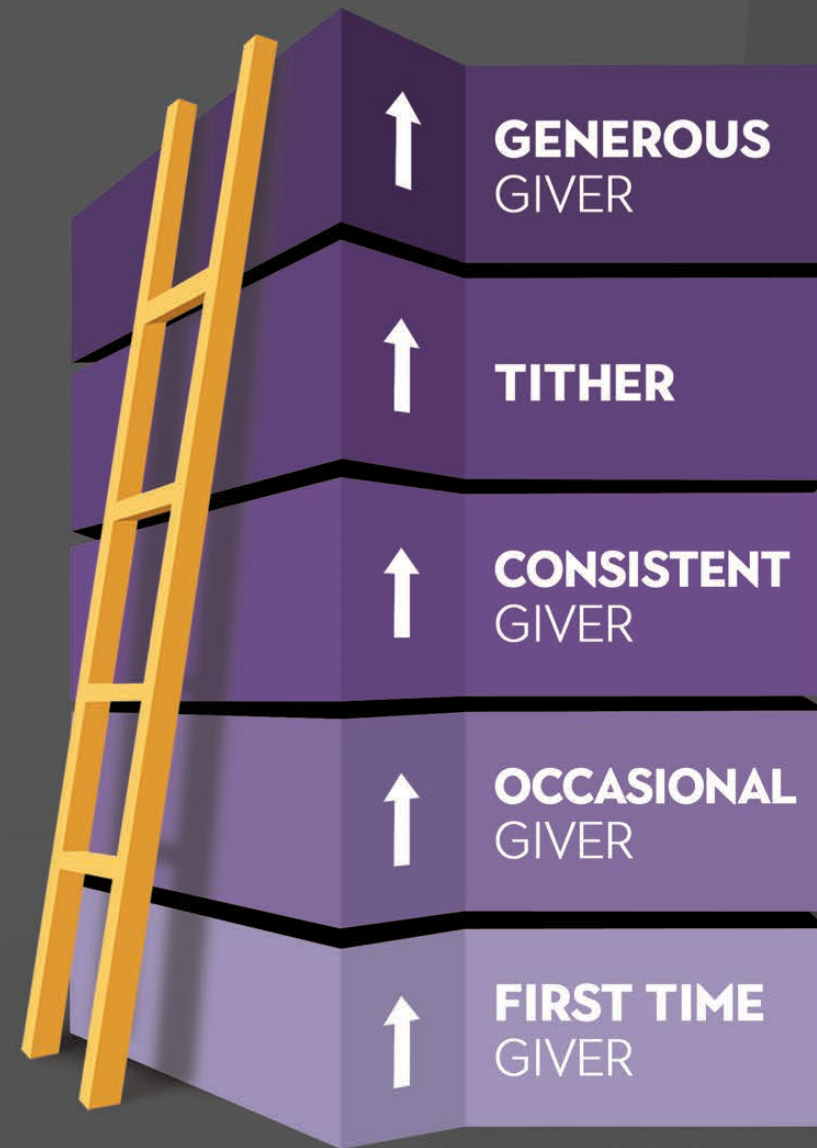 GENEROUS
GIVER
TITHER
CONSISTENT
GIVER
OCCASIONAL
GIVER
FIRST TIME
GIVER